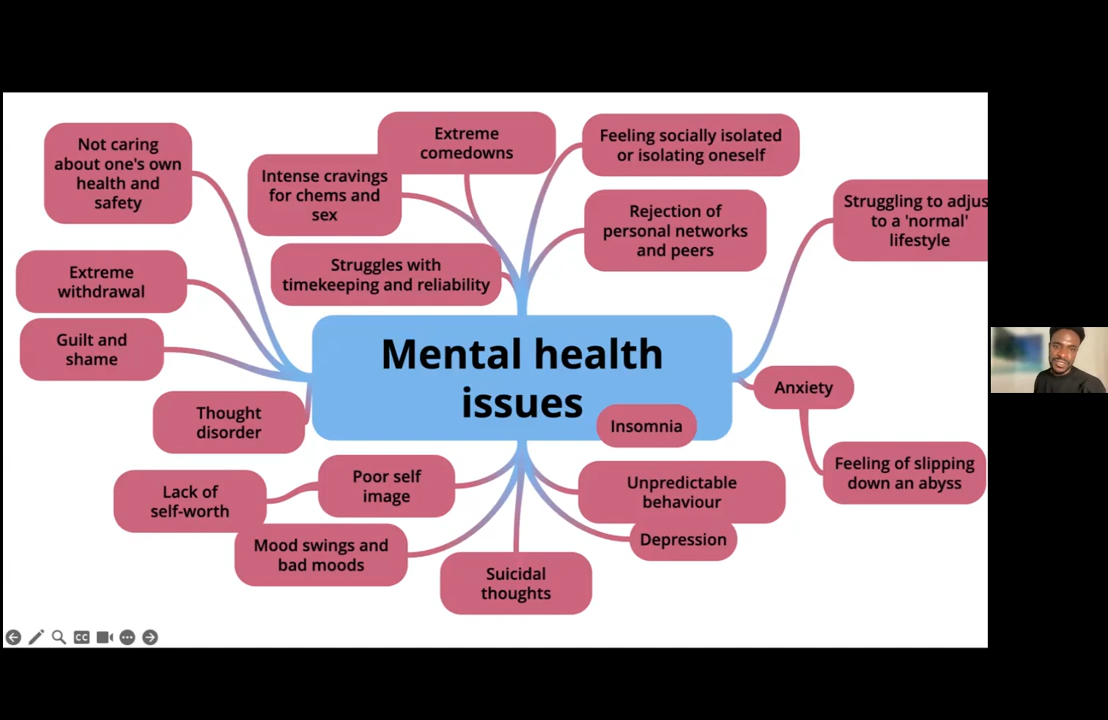 Not caring
about one's own
health and
safety
Extreme
withdrawal
Guilt and
shame
Thought
disorder
Intense cravings
for chems and
sex
Extreme
comedowns
Struggles with
timekeeping and reliability
Feeling socially isolated
or isolating oneself
Rejection of
personal networks
and peers
Struggling to adjus
to a 'normal'
lifestyle
Mental health
issues
Insomnia
Anxiety
Feeling of slipping
down an abyss
Lack of
self-worth
Poor self
image
Mood swings and
bad moods
Suicidal
thoughts
Unpredictable
behaviour
Depression
CC